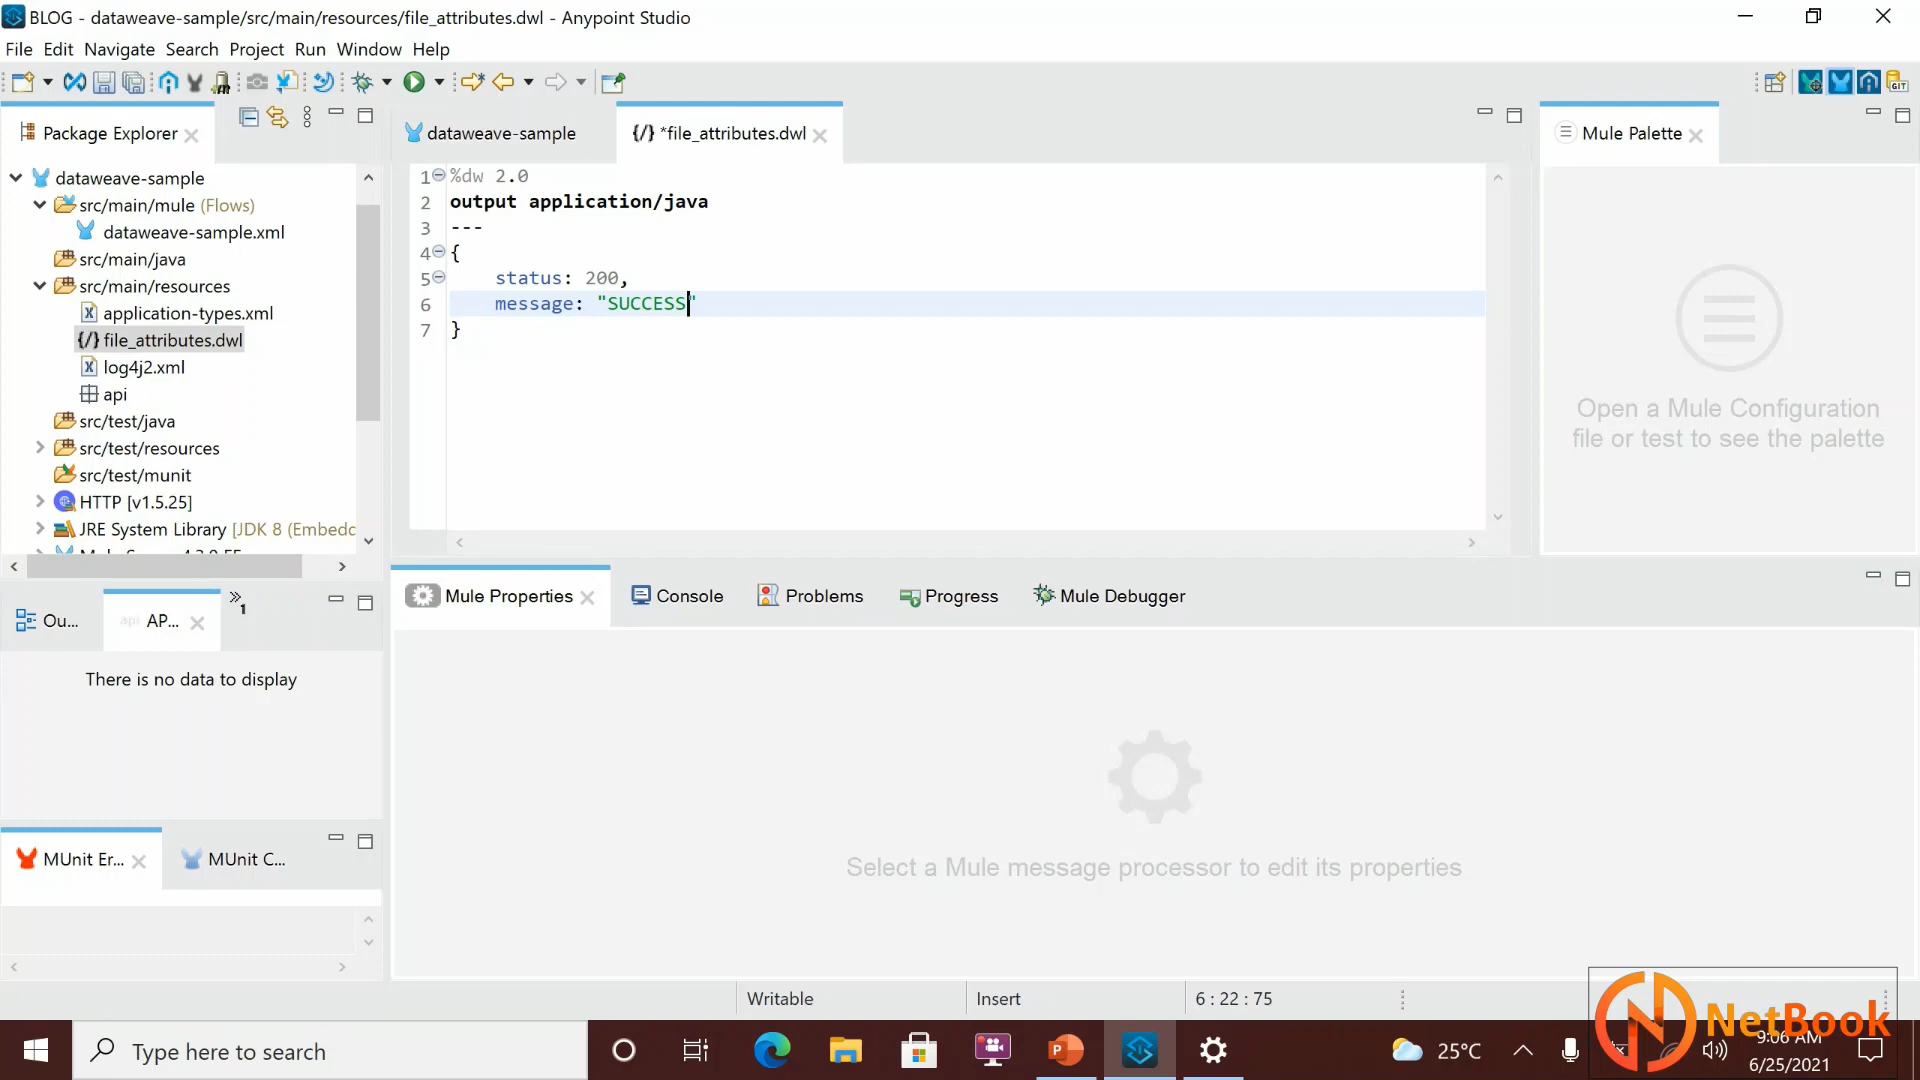 BLOG - dataweave-sample/src/main/resources/file_attributes.dwl - Anypoint Studio
File Edit Navigate Search Project Run Window Help
GIT
Package Explorer
dataweave-sample
src/main/mule (Flows)
dataweave-sample.xml
src/main/java
src/main/resources
application-types.xml
file_attributes.dwl
log4j2.xml
api
src/test/java
src/test/resources
src/test/munit
HTTP [v1.5.25]
JRE System Library [JDK 8 (Embedd
dataweave-sample
{/} *file_attributes.dwl
1 %dw 2.0
2 output application/java
3 ---
4 {
5 status: 200,
6 message: "SUCCESS"
7 }
Mule Palette
Open a Mule Configuration
file or test to see the palette
Ou...
api AP...
1
There is no data to display
MUnit Er...
MUnit C...
Mule Properties
Console
Problems
Progress
Mule Debugger
Select a Mule message processor to edit its properties
Writable
Insert
6 : 22 : 75
Type here to search
25°C
9:06 AM
6/25/2021
NetBook